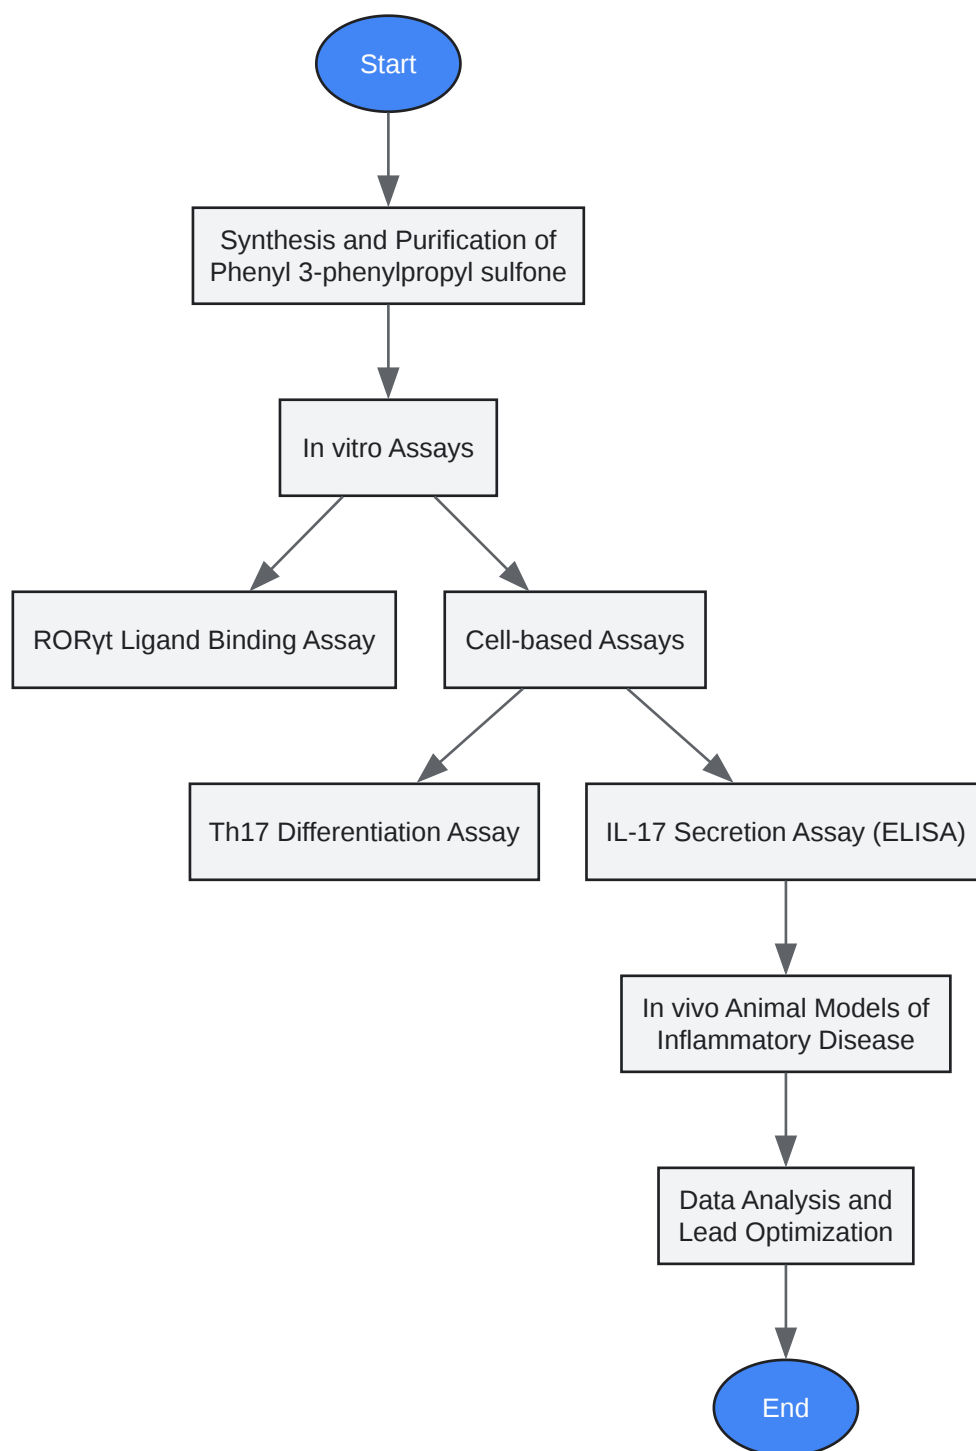 Start
Synthesis and Purification of
Phenyl 3-phenylpropyl sulfone
In vitro Assays
RORγt Ligand Binding Assay
Cell-based Assays
Th17 Differentiation Assay
IL-17 Secretion Assay (ELISA)
In vivo Animal Models of
Inflammatory Disease
Data Analysis and
Lead Optimization
End